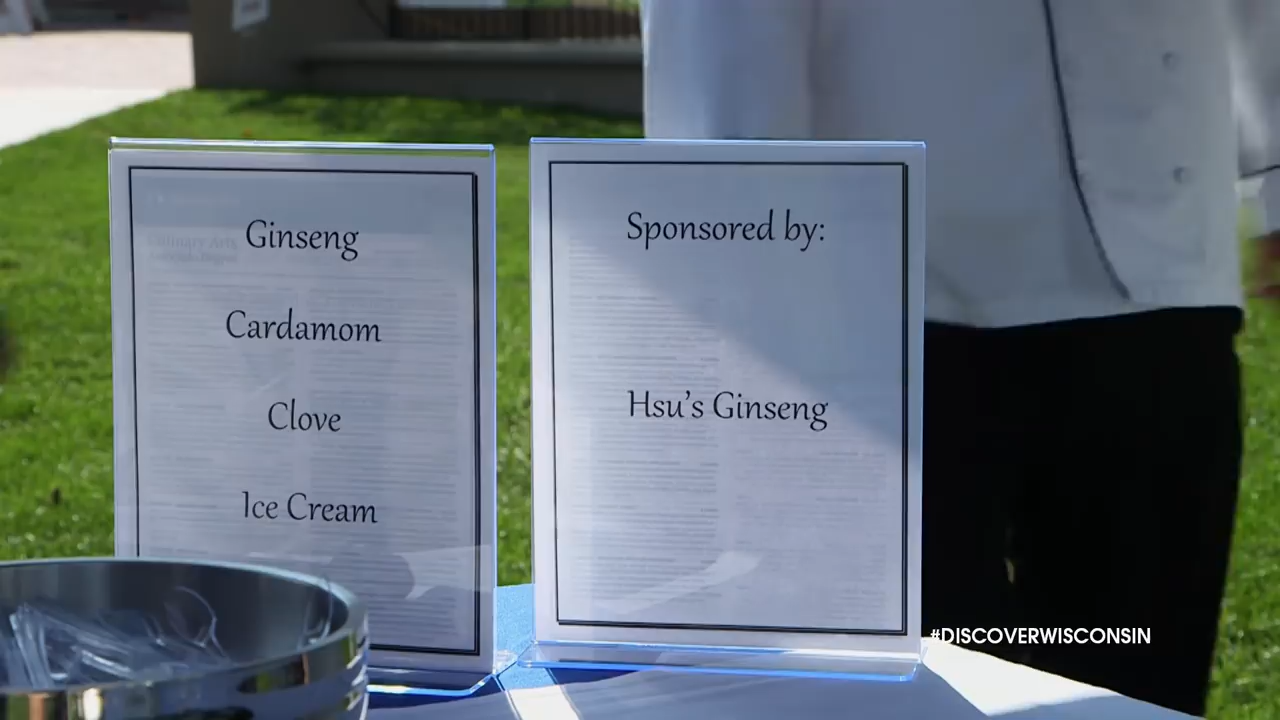 Ginseng
Cardamom
Clove
Ice Cream
Sponsored by:
Hsu's Ginseng
#DISCOVERWISCONSIN